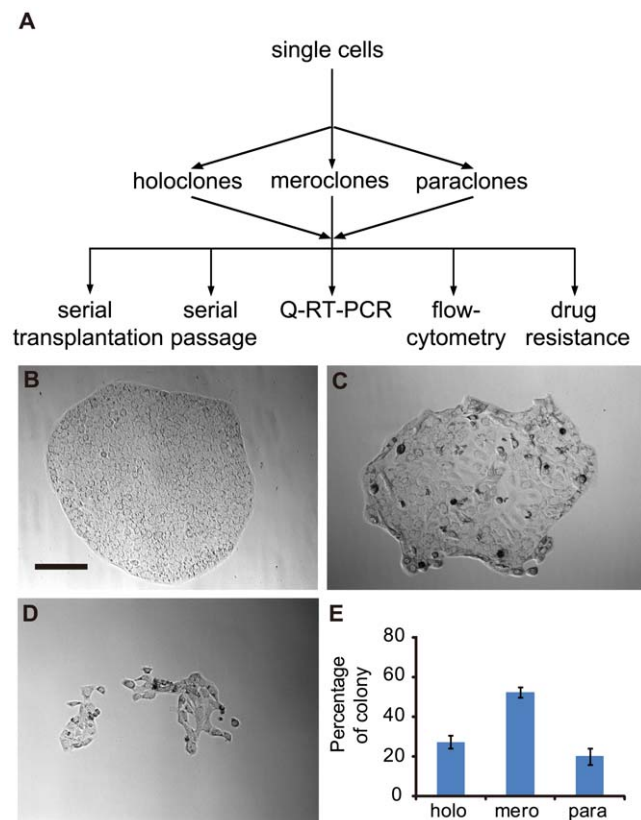 A
single cells
holoclones meroclones paraclones
serial transplantation
serial passage
Q-RT-PCR
flow-cytometry
drug resistance
B
C
D
E
Percentage of colony
80
60
40
20
0
holo mero para